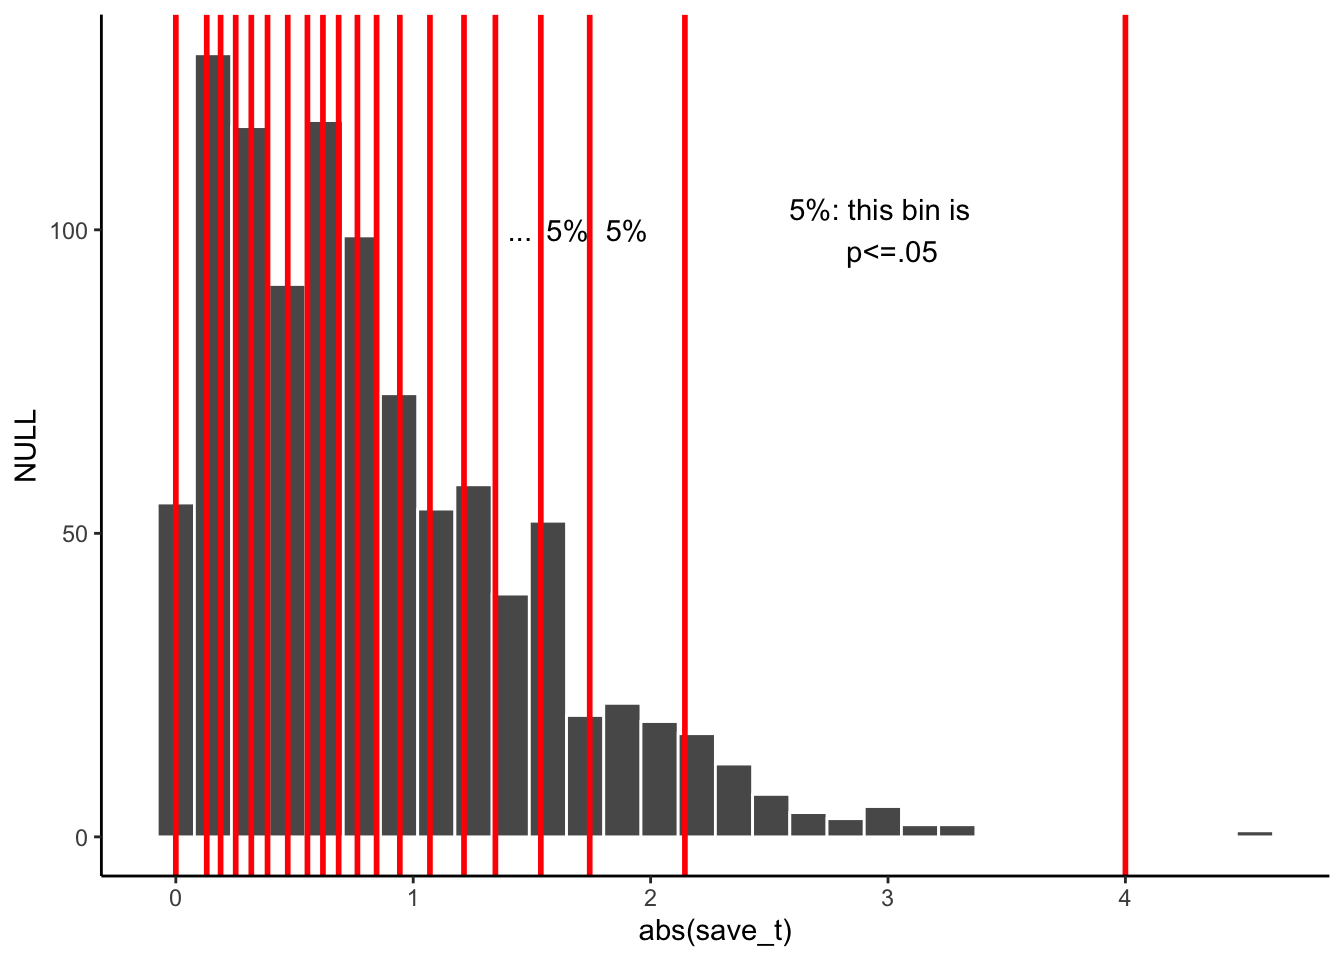 5%: this bin is
p<=.05
... 5% 5%
100
50
0
NULL
0 1 2 3 4
abs(save_t)